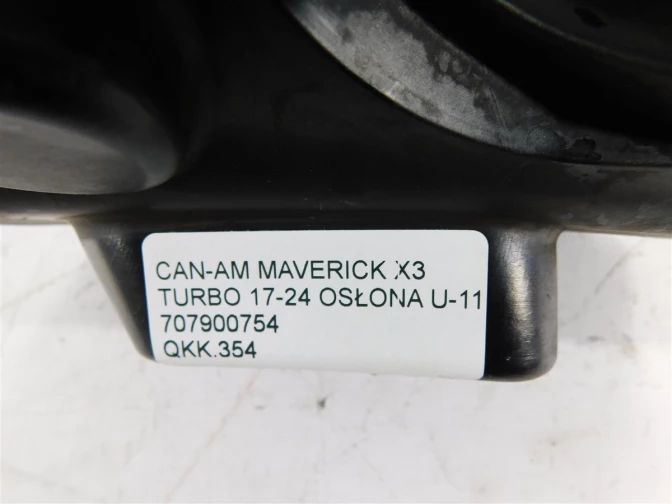 CAN-AM MAVERICK X3
TURBO 17-24 OSŁONA U-11
707900754
QKK.354